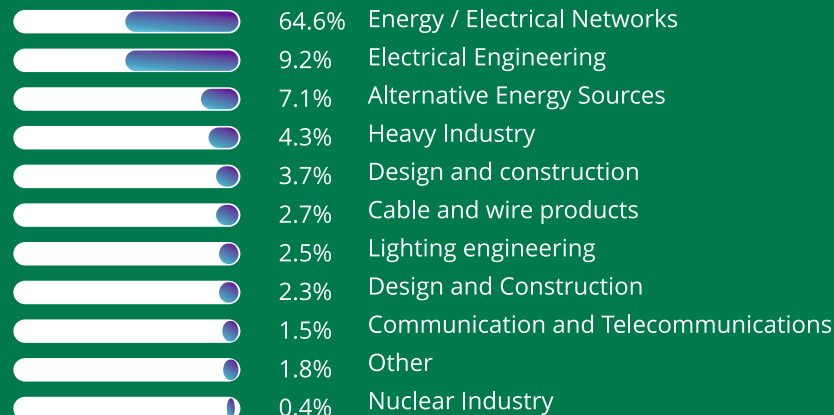 64.6% Energy / Electrical Networks
9.2% Electrical Engineering
7.1% Alternative Energy Sources
4.3% Heavy Industry
3.7% Design and construction
2.7% Cable and wire products
2.5% Lighting engineering
2.3% Design and Construction
1.5% Communication and Telecommunications
1.8% Other
0.4% Nuclear Industry